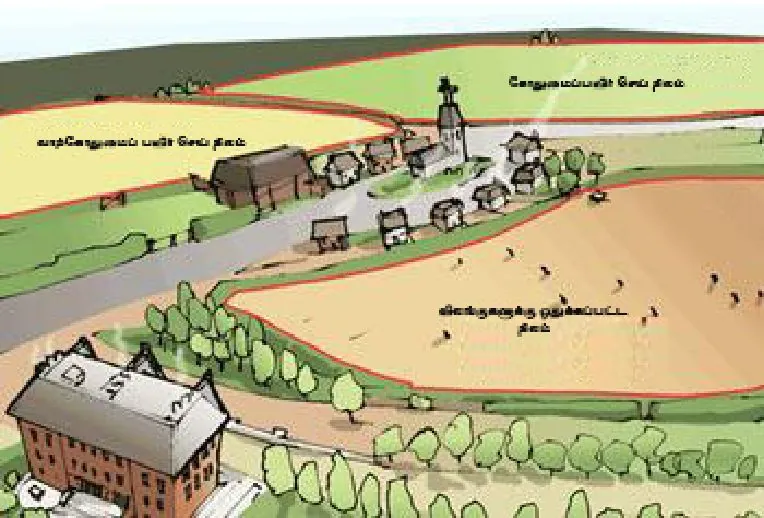 கோதுமைப்பயிர் செய் நிலம்
வாற்கோதுமைப் பயிர் செய் நிலம்
விலங்குகளுக்கு ஒதுக்கப்பட்ட
நிலம்